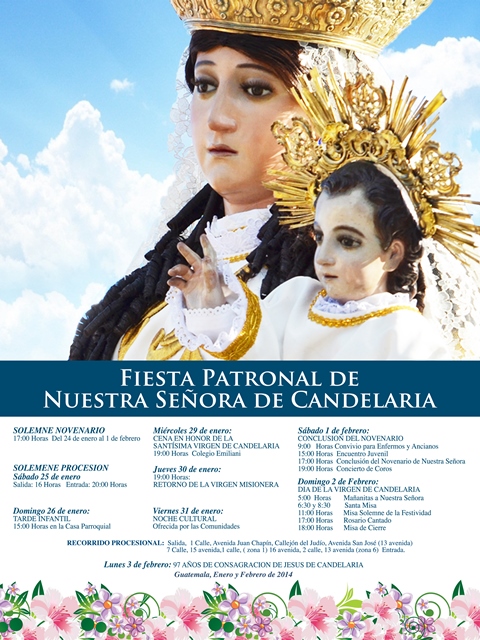 FIESTA PATRONAL DE
NUESTRA SEÑORA DE CANDELARIA
SOLEMNE NOVENARIO
17:00 Horas Del 24 de enero al 1 de febrero
SOLEMENE PROCESION
Sábado 25 de enero
Salida: 16 Horas Entrada: 20:00 Horas
Domingo 26 de enero:
TARDE INFANTIL
15:00 Horas en la Casa Parroquial
Miércoles 29 de enero:
CENA EN HONOR DE LA
SANTÍSIMA VIRGEN DE CANDELARIA
19:00 Horas Colegio Emiliani
Jueves 30 de enero:
19:00 Horas:
RETORNO DE LA VIRGEN MISIONERA
Viernes 31 de enero:
NOCHE CULTURAL
Ofrecida por las Comunidades
Sábado 1 de febrero:
CONCLUSION DEL NOVENARIO
9:00 Horas Convivio para Enfermos y Ancianos
15:00 Horas Encuentro Juvenil
17:00 Horas Conclusión del Novenario de Nuestra Señora
19:00 Horas Concierto de Coros
Domingo 2 de Febrero:
DIA DE LA VIRGEN DE CANDELARIA
5:00 Horas Mañanitas a Nuestra Señora
6:30 y 8:30 Santa Misa
11:00 Horas Misa Solemne de la Festividad
17:00 Horas Rosario Cantado
18:00 Horas Misa de Cierre
RECORRIDO PROCESIONAL: Salida, 1 Calle, Avenida Juan Chapín, Callejón del Judío, Avenida San José (13 avenida)
7 Calle, 15 avenida,1 calle, ( zona 1) 16 avenida, 2 calle, 13 avenida (zona 6) Entrada.
Lunes 3 de febrero: 97 AÑOS DE CONSAGRACION DE JESUS DE CANDELARIA
Guatemala, Enero y Febrero de 2014